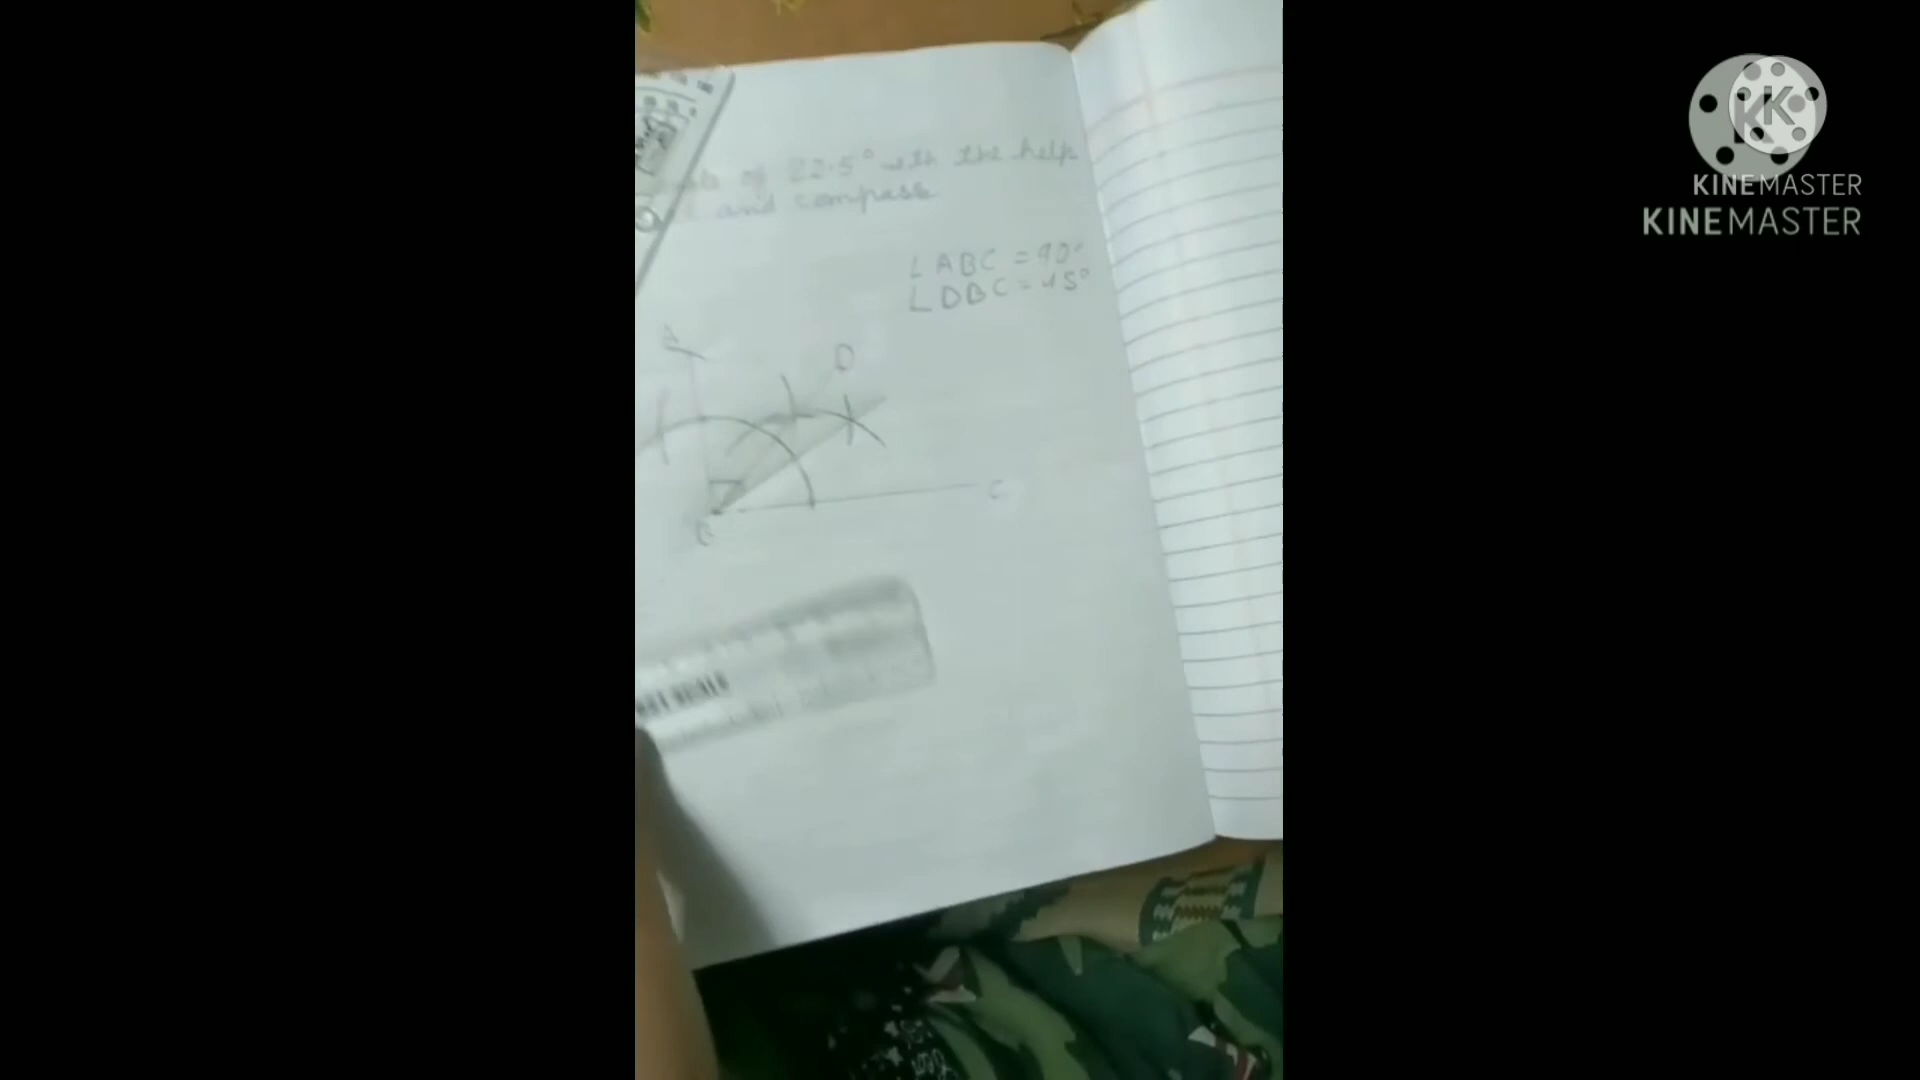 of 22.5° with the help
and compass
∠ABC = 90°
∠DBC = 45°
A
D
C
B
KINEMASTER
KINEMASTER